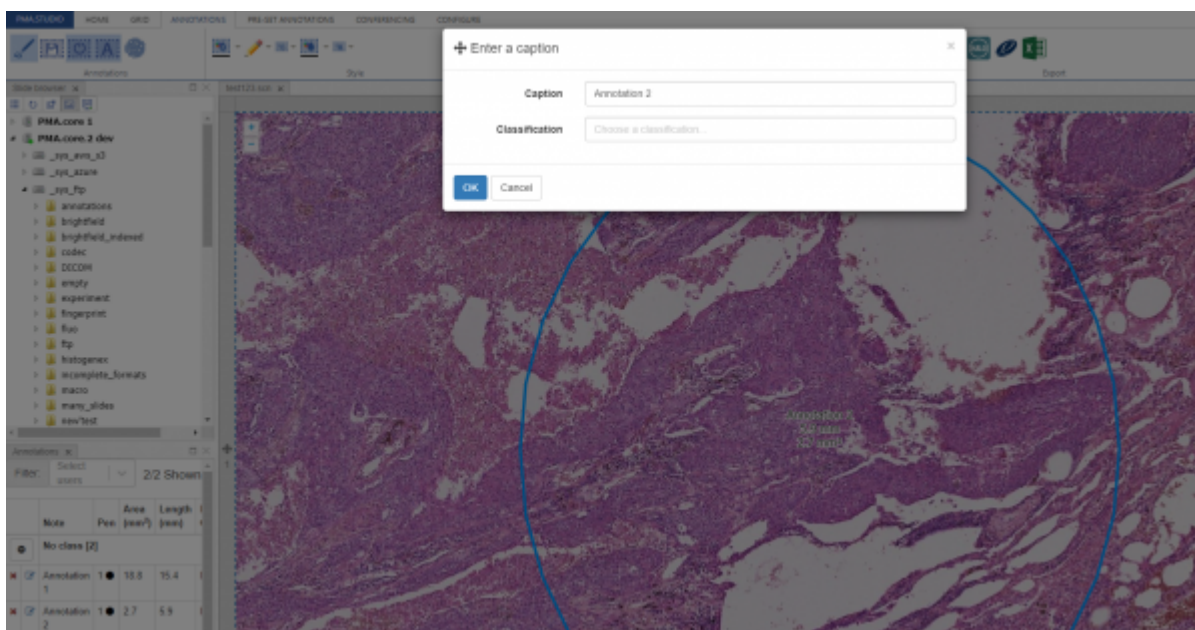 PMA.STUDIO HOME GRID ANNOTATIONS PRE-SET ANNOTATIONS CONFERENCING CONFIGURE
Annotations
Style
Export
Enter a caption
Caption Annotation 2
Classification Choose a classification...
OK Cancel
Slide browser
PMA.core 1
PMA.core.2 dev
_sys_aws_s3
_sys_azure
_sys_ftp
annotations
brightfield
brightfield_indexed
codec
DICOM
empty
experiment
fingerprint
fluo
ftp
histogenex
incomplete_formats
macro
many_slides
new'test
Annotations
Filter: Select users 2/2 Shown
Note Pen Area (mm²) Length (mm)
No class [2]
Annotation 1 1 18.8 15.4
Annotation 2 1 2.7 5.9